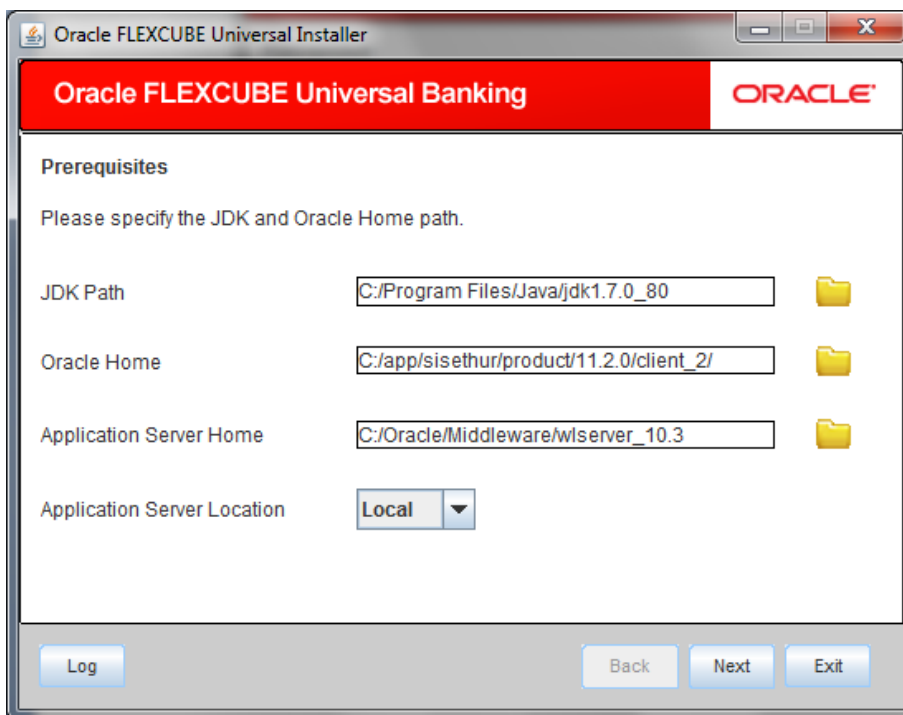 Oracle FLEXCUBE Universal Installer
Oracle FLEXCUBE Universal Banking
ORACLE
Prerequisites
Please specify the JDK and Oracle Home path.
JDK Path C:/Program Files/Java/jdk1.7.0_80
Oracle Home C:/app/sisethur/product/11.2.0/client_2/
Application Server Home C:/Oracle/Middleware/wlserver_10.3
Application Server Location Local
Log Back Next Exit